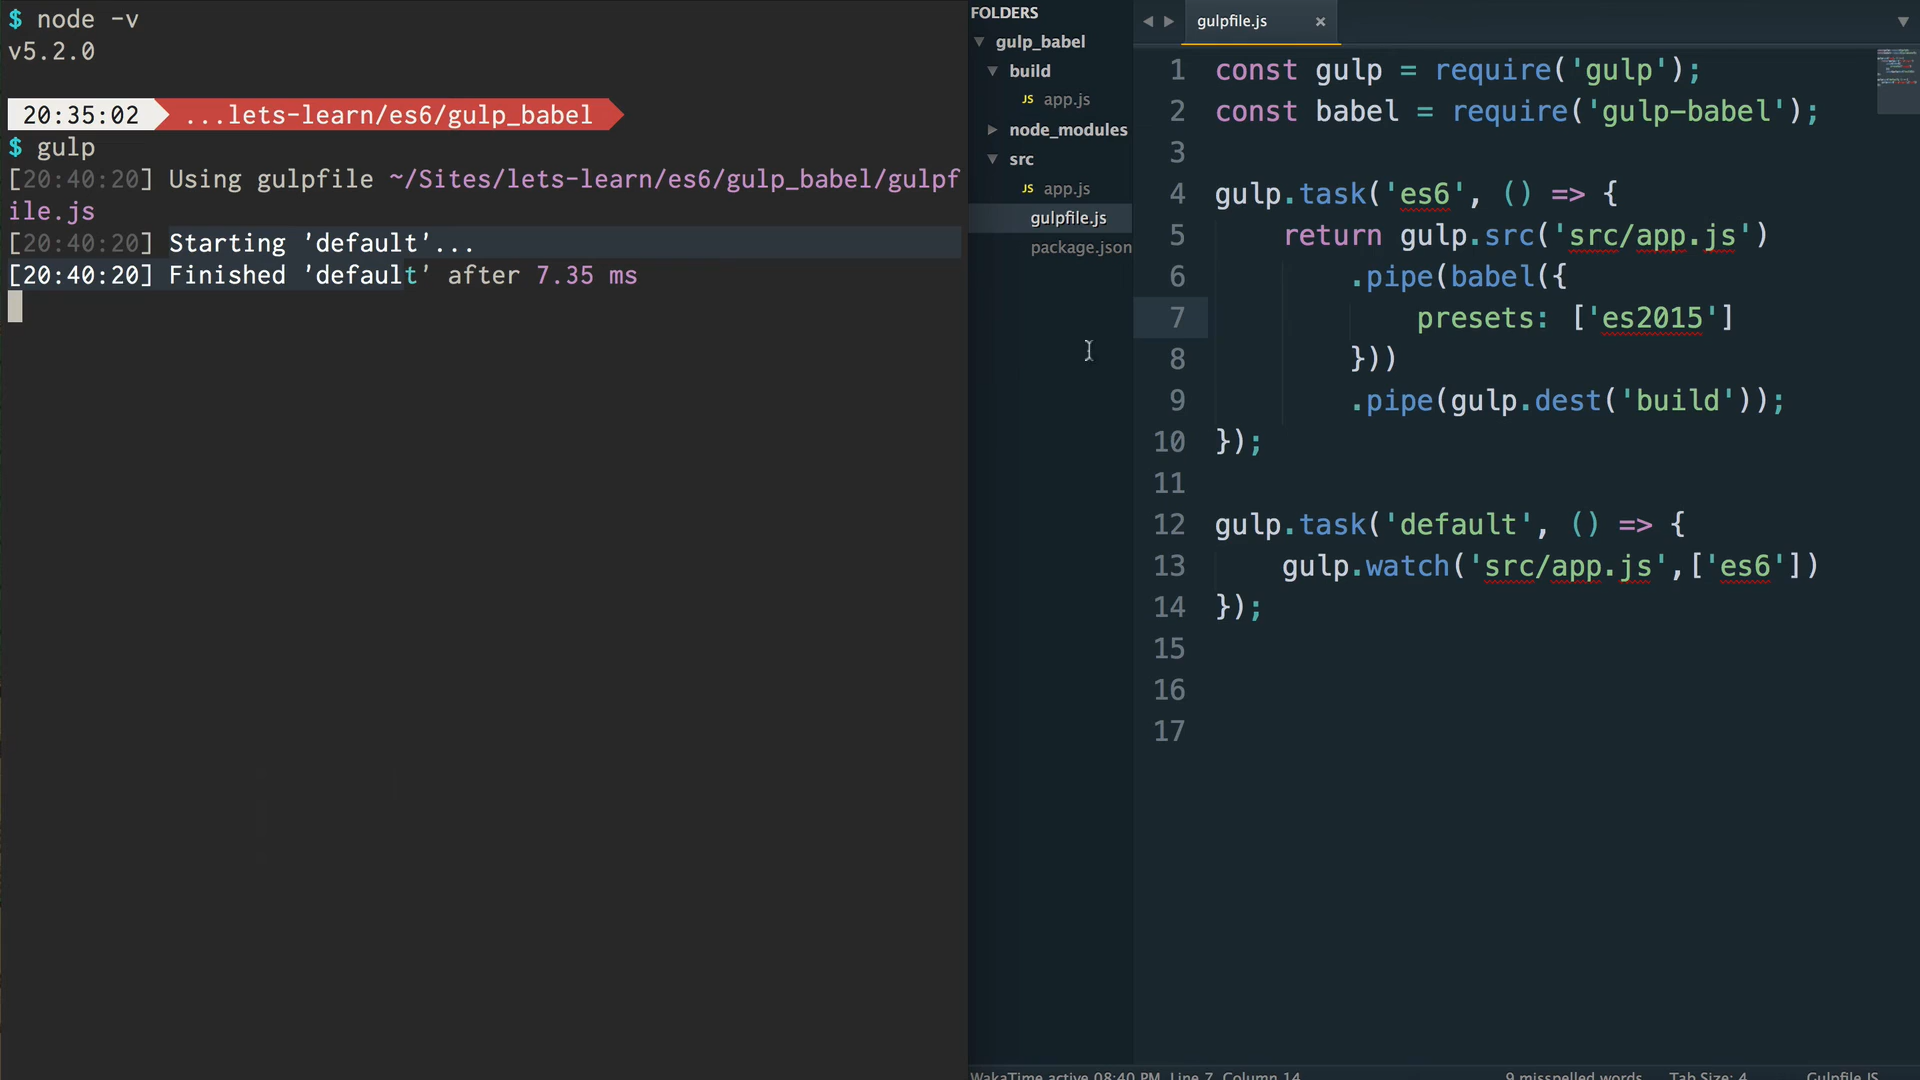 $ node -v
v5.2.0
20:35:02 ...lets-learn/es6/gulp_babel
$ gulp
[20:40:20] Using gulpfile ~/Sites/lets-learn/es6/gulp_babel/gulpf
ile.js
[20:40:20] Starting 'default'...
[20:40:20] Finished 'default' after 7.35 ms
FOLDERS
gulp_babel
build
JS app.js
node_modules
src
JS app.js
gulpfile.js
package.json
gulpfile.js ×
1 const gulp = require('gulp');
2 const babel = require('gulp-babel');
3
4 gulp.task('es6', () => {
5 return gulp.src('src/app.js')
6 .pipe(babel({
7 presets: ['es2015']
8 }))
9 .pipe(gulp.dest('build'));
10 });
11
12 gulp.task('default', () => {
13 gulp.watch('src/app.js',['es6'])
14 });
15
16
17
WakaTime active 08:40 PM, Line 7, Column 14 9 misspelled words Tab Size: 4 Gulpfile JS